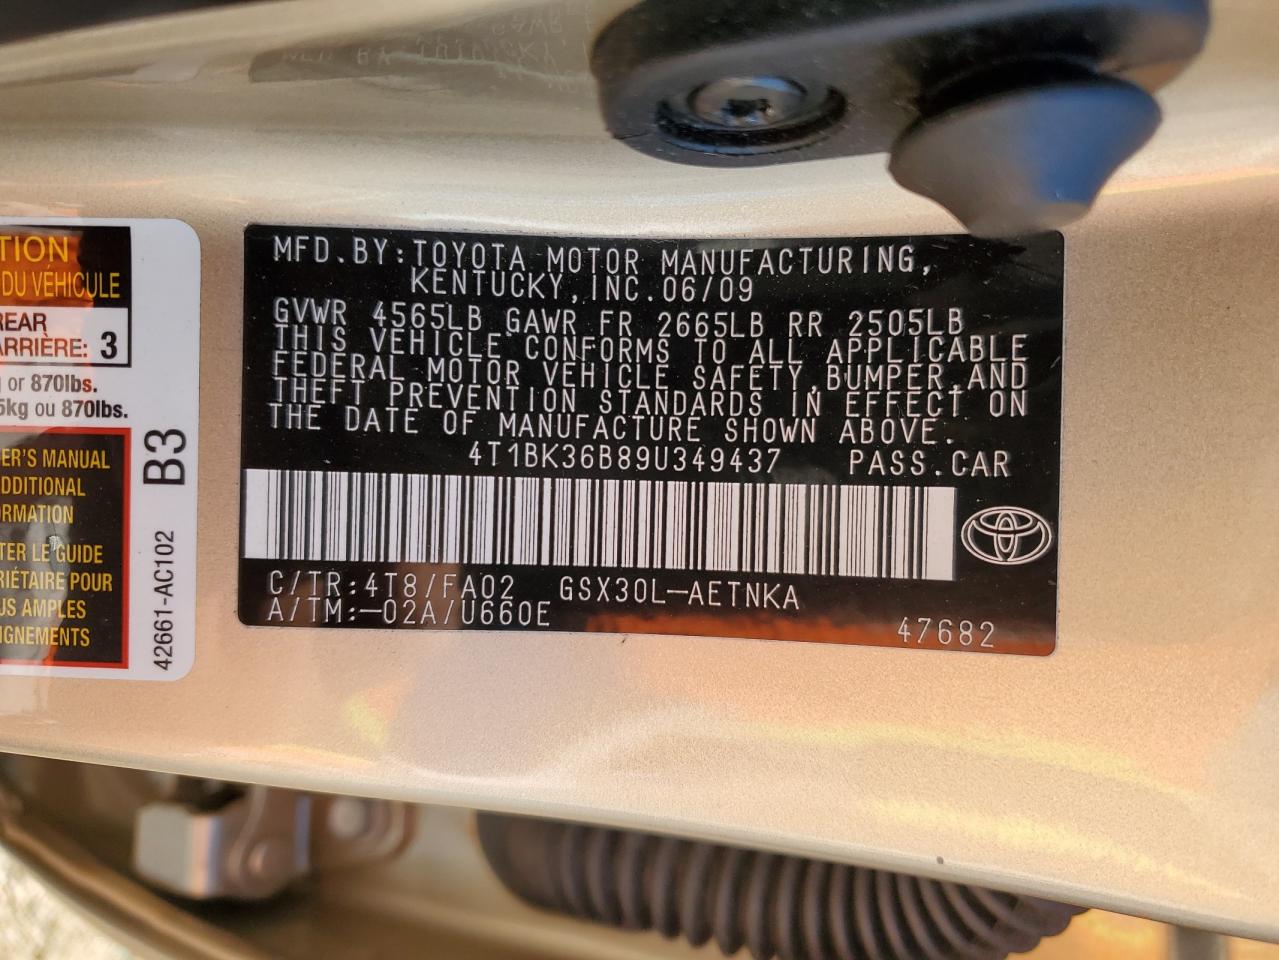 TION
DU VÉHICULE
REAR
ARRIÈRE: 3
or 870lbs.
5kg ou 870lbs.
ER'S MANUAL
DDITIONAL
ORMATION
TER LE GUIDE
RIÉTAIRE POUR
US AMPLES
IGNEMENTS
B3
42661-AC102
MFD.BY:TOYOTA MOTOR MANUFACTURING,
KENTUCKY,INC.06/09
GVWR 4565LB GAWR FR 2665LB RR 2505LB
THIS VEHICLE CONFORMS TO ALL APPLICABLE
FEDERAL MOTOR VEHICLE SAFETY,BUMPER,AND
THEFT PREVENTION STANDARDS IN EFFECT ON
THE DATE OF MANUFACTURE SHOWN ABOVE.
4T1BK36B89U349437 PASS.CAR
C/TR:4T8/FA02 GSX30L-AETNKA
A/TM:-02A/U660E
47682